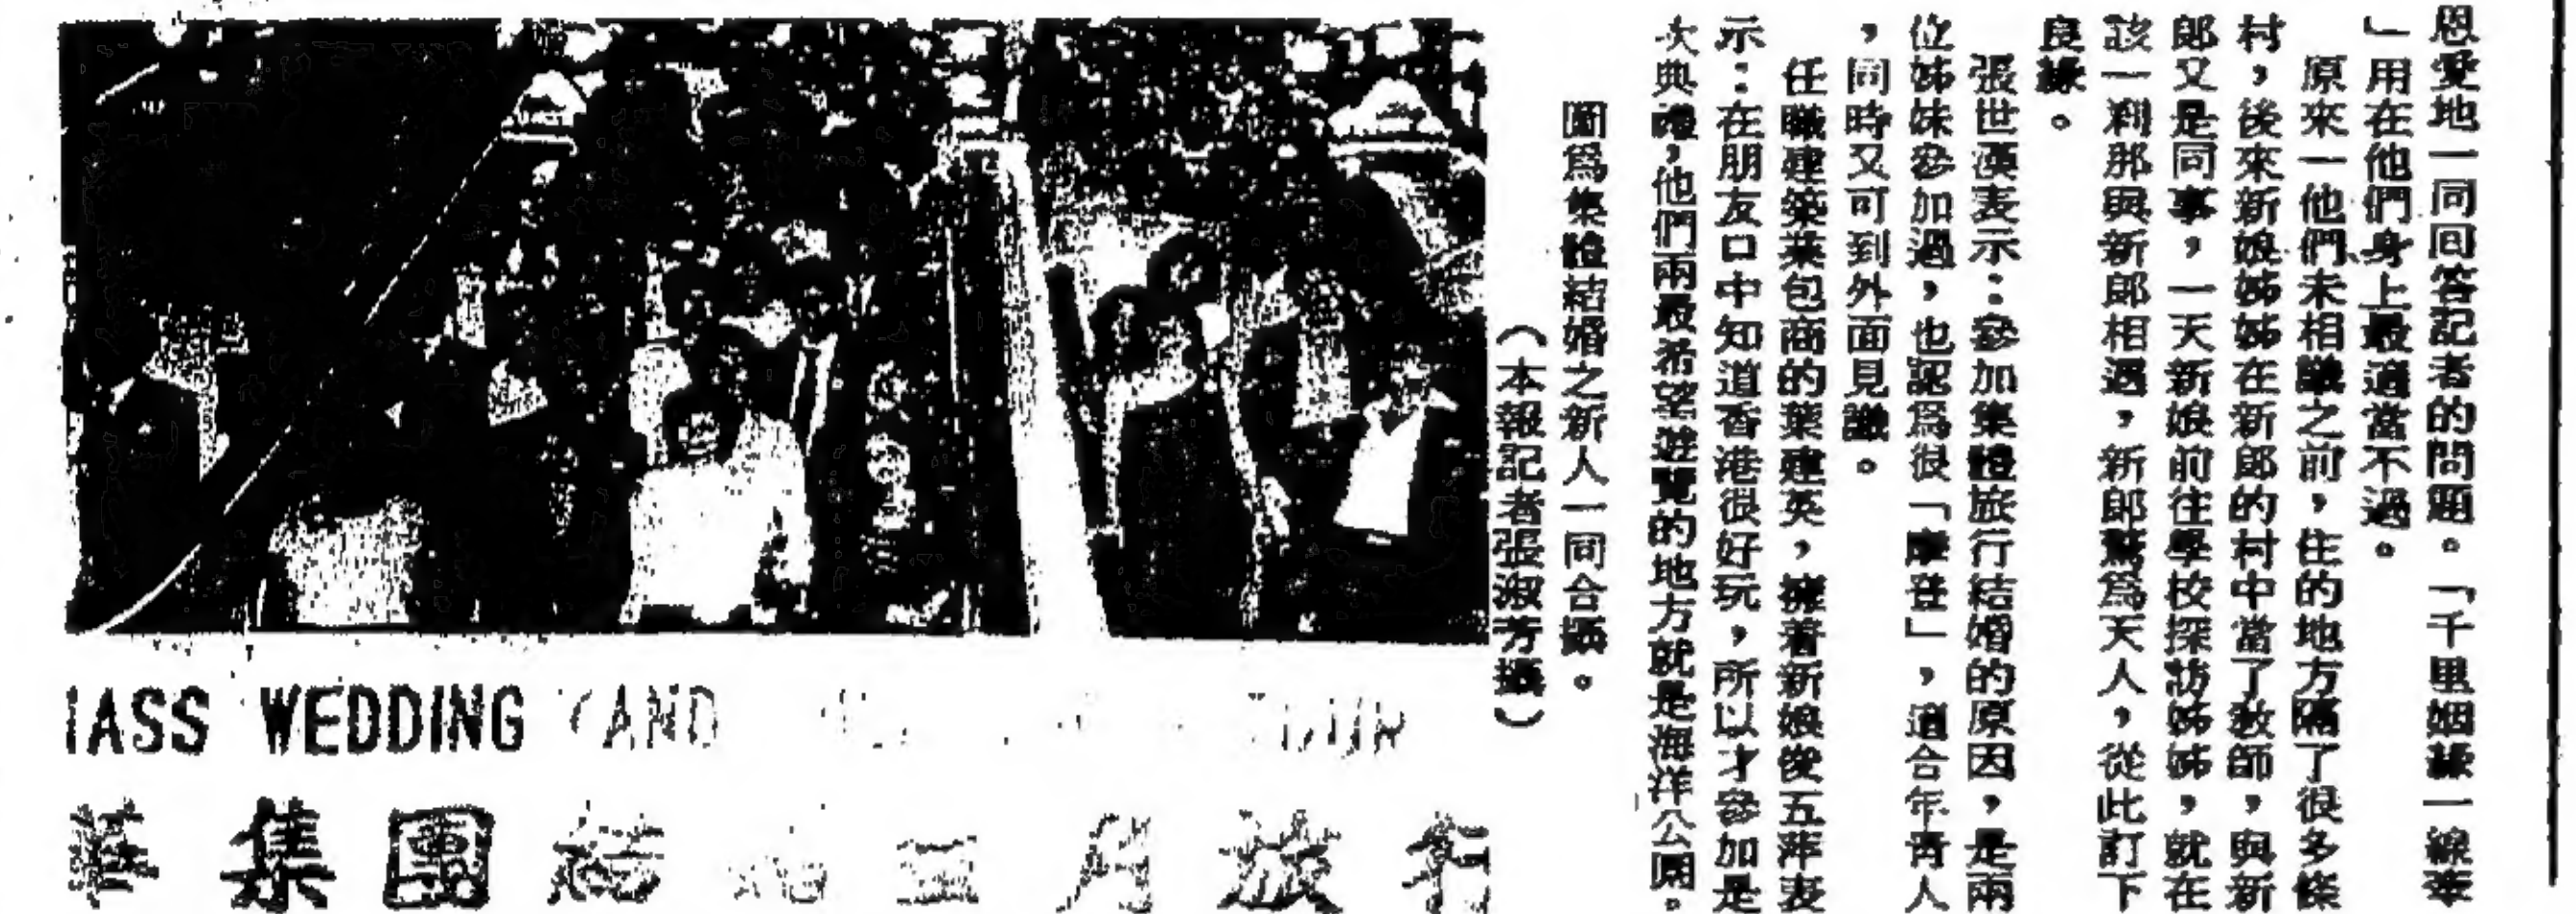 恩愛地一同回答記者的問題。「千里姻緣一線牽
」用在他們身上最適當不過。
原來一他們未相識之前，住的地方隔了很多條
村，後來新娘姊姊在新郎的村中當了教師，與新
郎又是同事，一天新娘前往學校探訪姊姊，就在
該一刹那與新郎相遇，新郎驚爲天人，從此訂下
良緣。
張世漢表示：參加集體旅行結婚的原因，是兩
位姊妹參加過，也認爲很「摩登」，適合年青人
，同時又可到外面見識。
任職建築業包商的葉建英，擁着新娘俊五萍表
示：在朋友口中知道香港很好玩，所以才參加是
次典禮，他們兩最希望遊覽的地方就是海洋公園。
圖爲集體結婚之新人一同合攝。
（本報記者張淑芳攝）
IASS WEDDING AND
集團結 月旅行